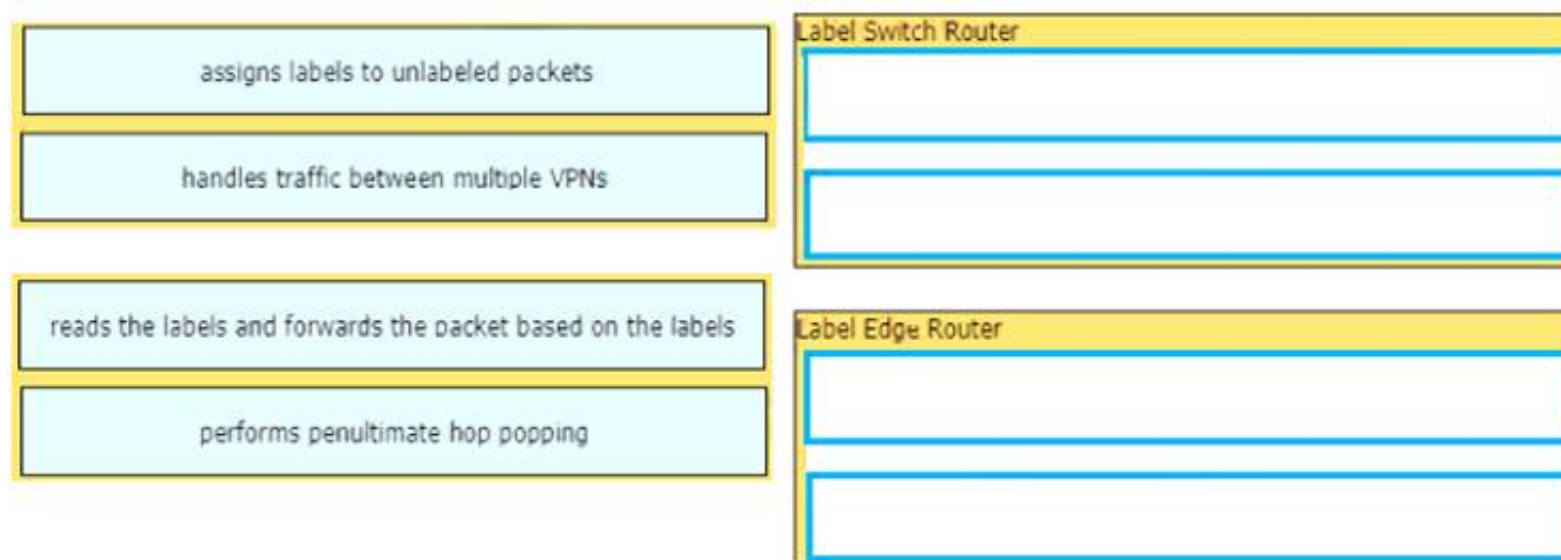 assigns labels to unlabeled packets
handles traffic between multiple VPNs
reads the labels and forwards the packet based on the labels
performs penultimate hop popping
Label Switch Router
Label Edge Router